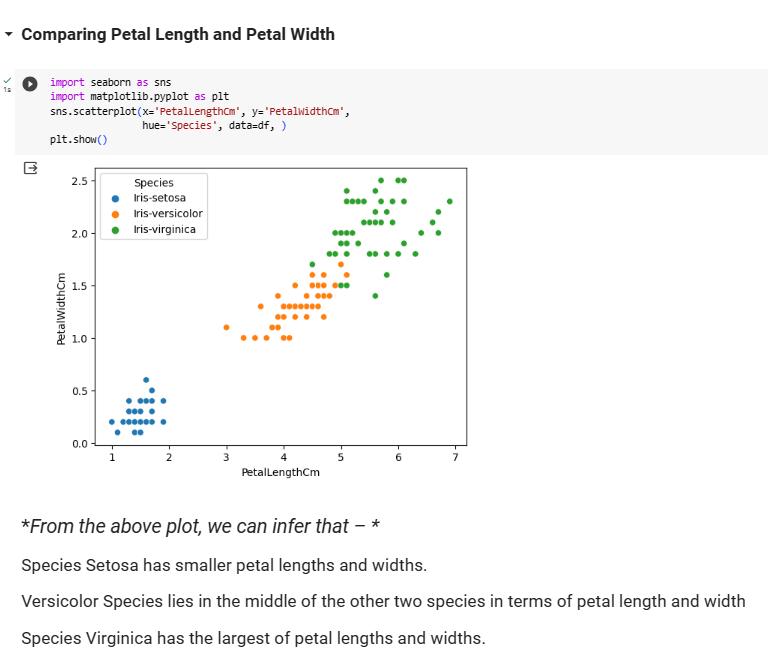 Comparing Petal Length and Petal Width
1s
import seaborn as sns
import matplotlib.pyplot as plt
sns.scatterplot(x='PetalLengthCm', y='PetalWidthCm',
hue='Species', data=df, )
plt.show()
Species
Iris-setosa
Iris-versicolor
Iris-virginica
2.5
2.0
1.5
1.0
0.5
0.0
PetalWidthCm
1 2 3 4 5 6 7
PetalLengthCm
*From the above plot, we can infer that – *
Species Setosa has smaller petal lengths and widths.
Versicolor Species lies in the middle of the other two species in terms of petal length and width
Species Virginica has the largest of petal lengths and widths.